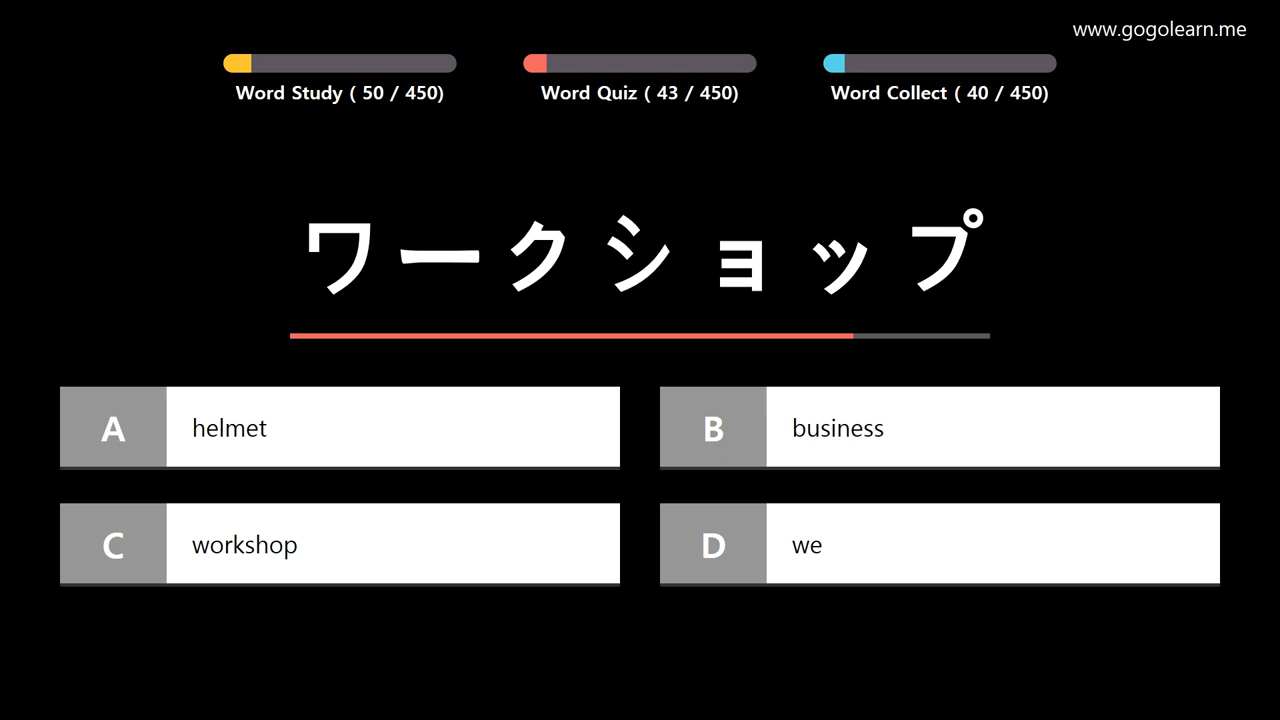 www.gogolearn.me
Word Study ( 50 / 450)
Word Quiz ( 43 / 450)
Word Collect ( 40 / 450)
ワークショップ
A helmet
B business
C workshop
D we